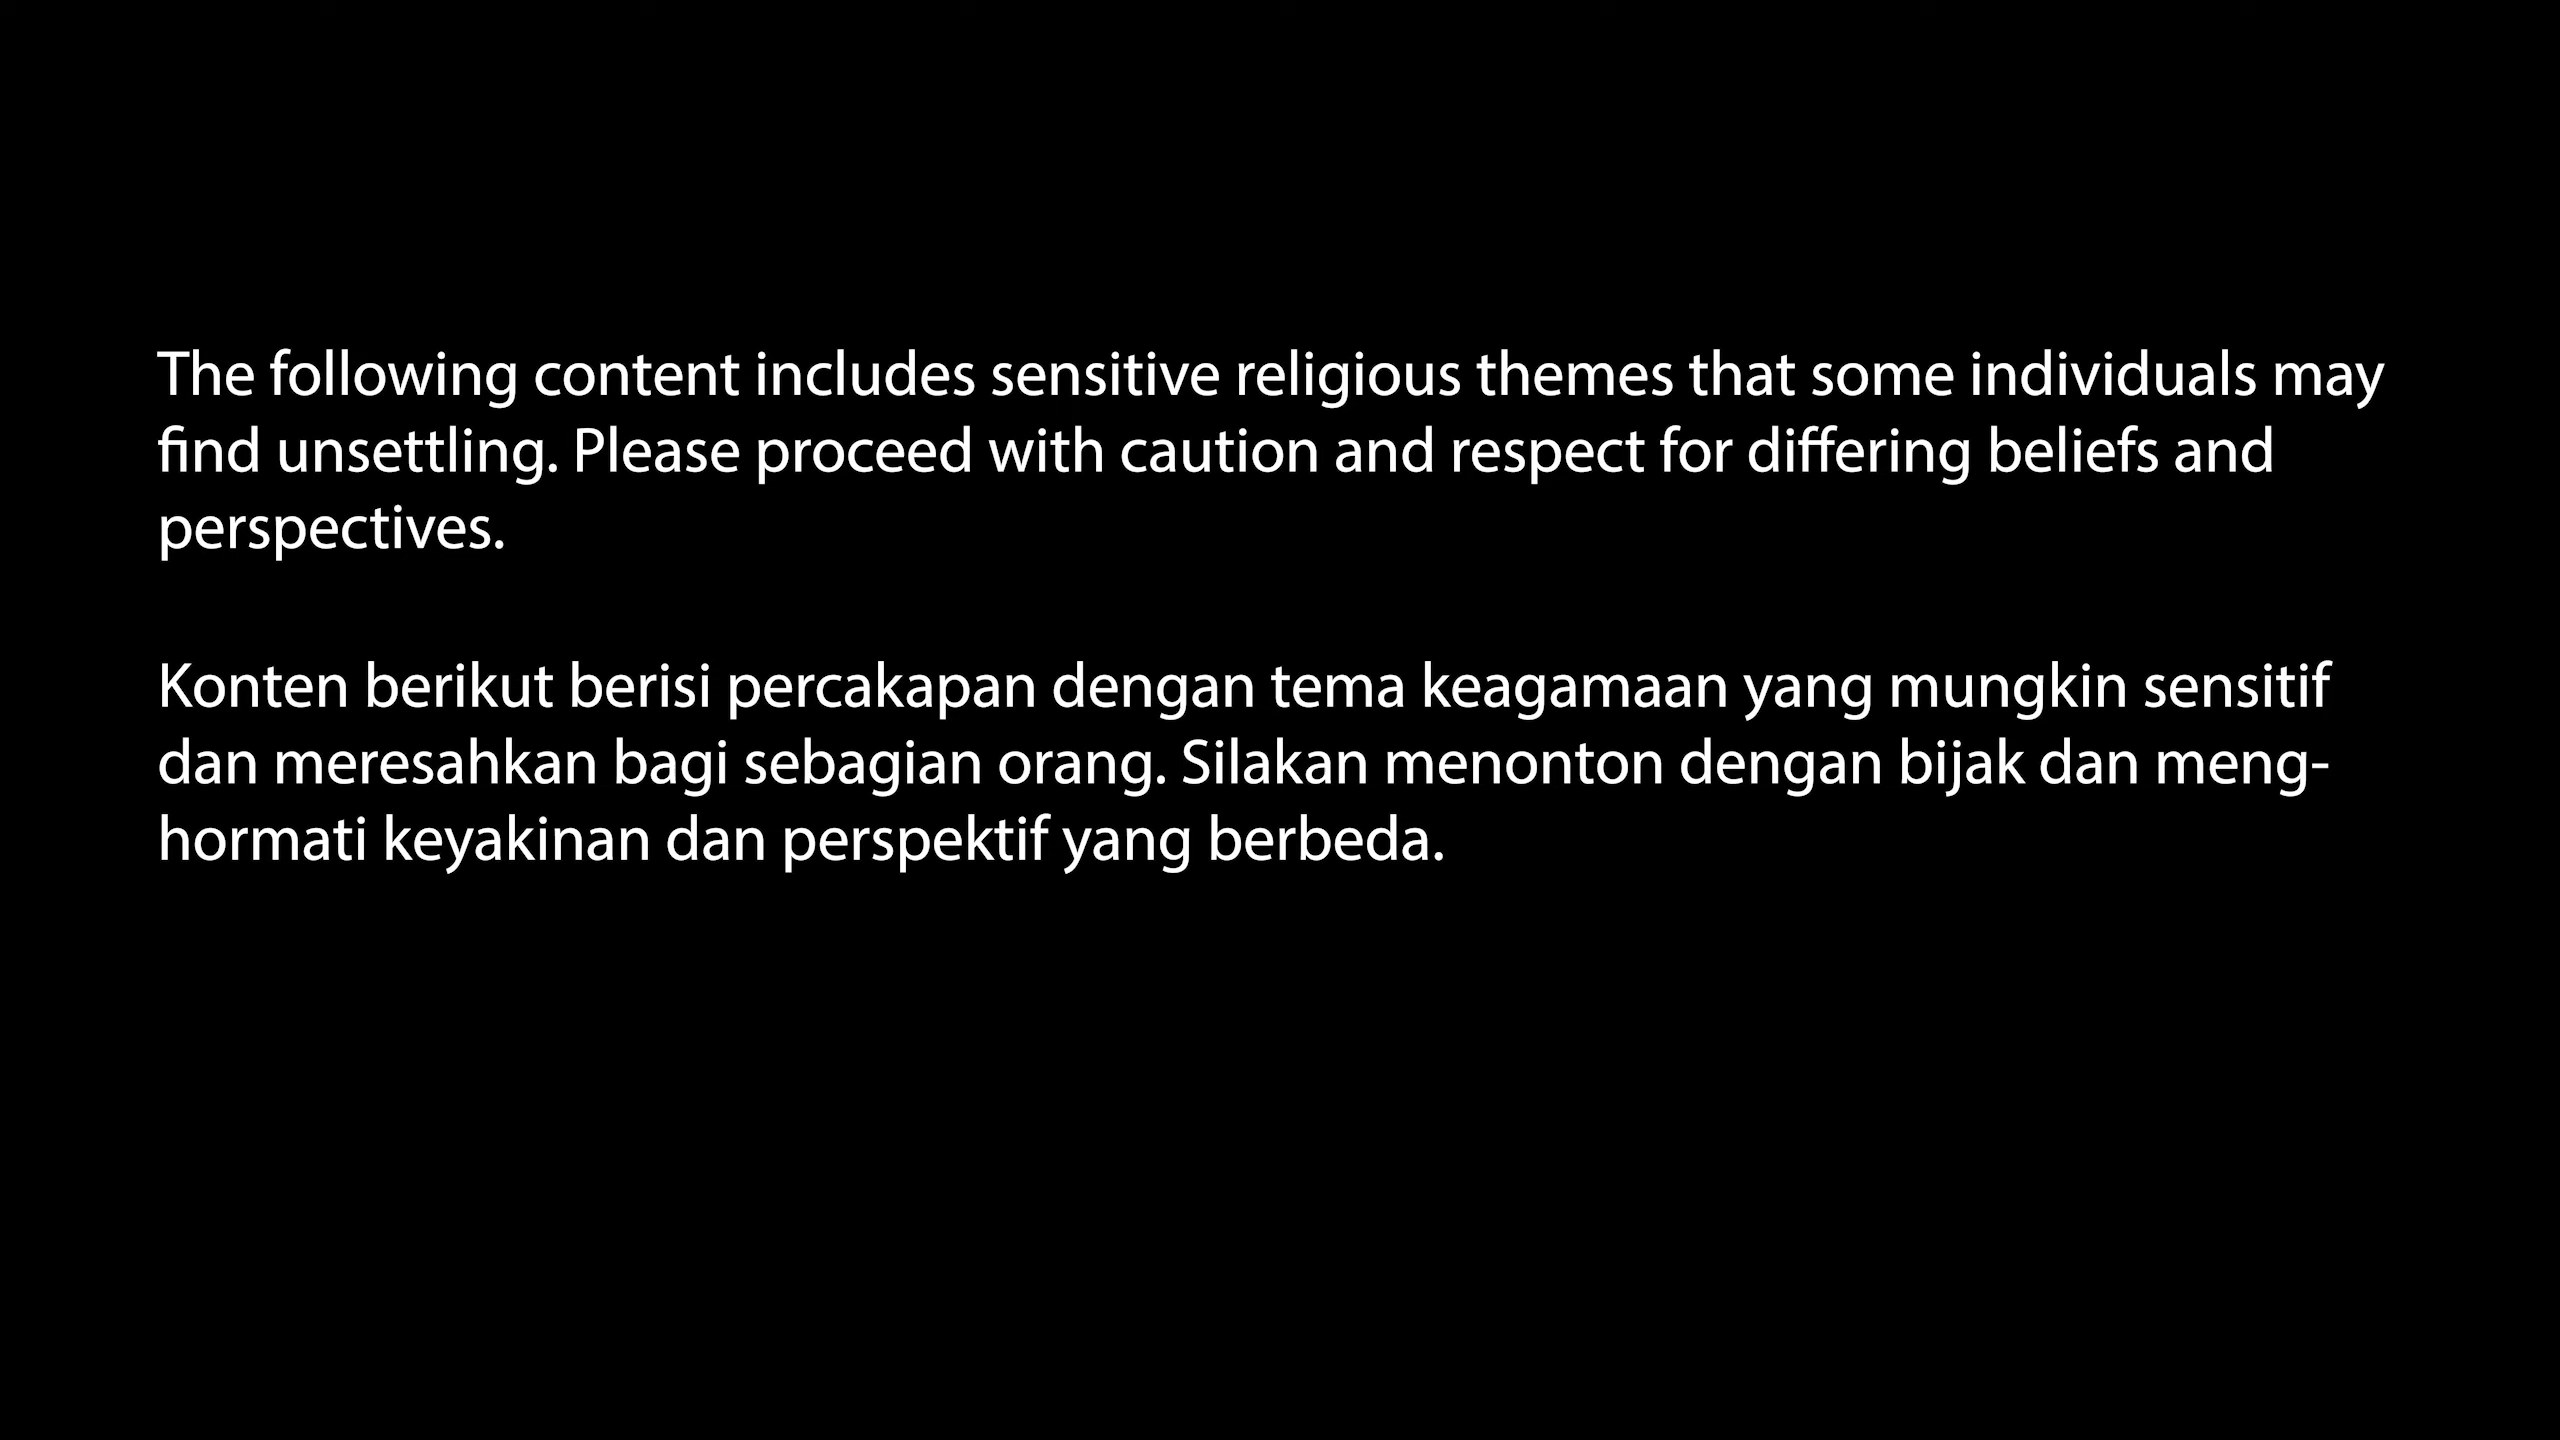 The following content includes sensitive religious themes that some individuals may
find unsettling. Please proceed with caution and respect for differing beliefs and
perspectives.
Konten berikut berisi percakapan dengan tema keagamaan yang mungkin sensitif
dan meresahkan bagi sebagian orang. Silakan menonton dengan bijak dan meng-
hormati keyakinan dan perspektif yang berbeda.